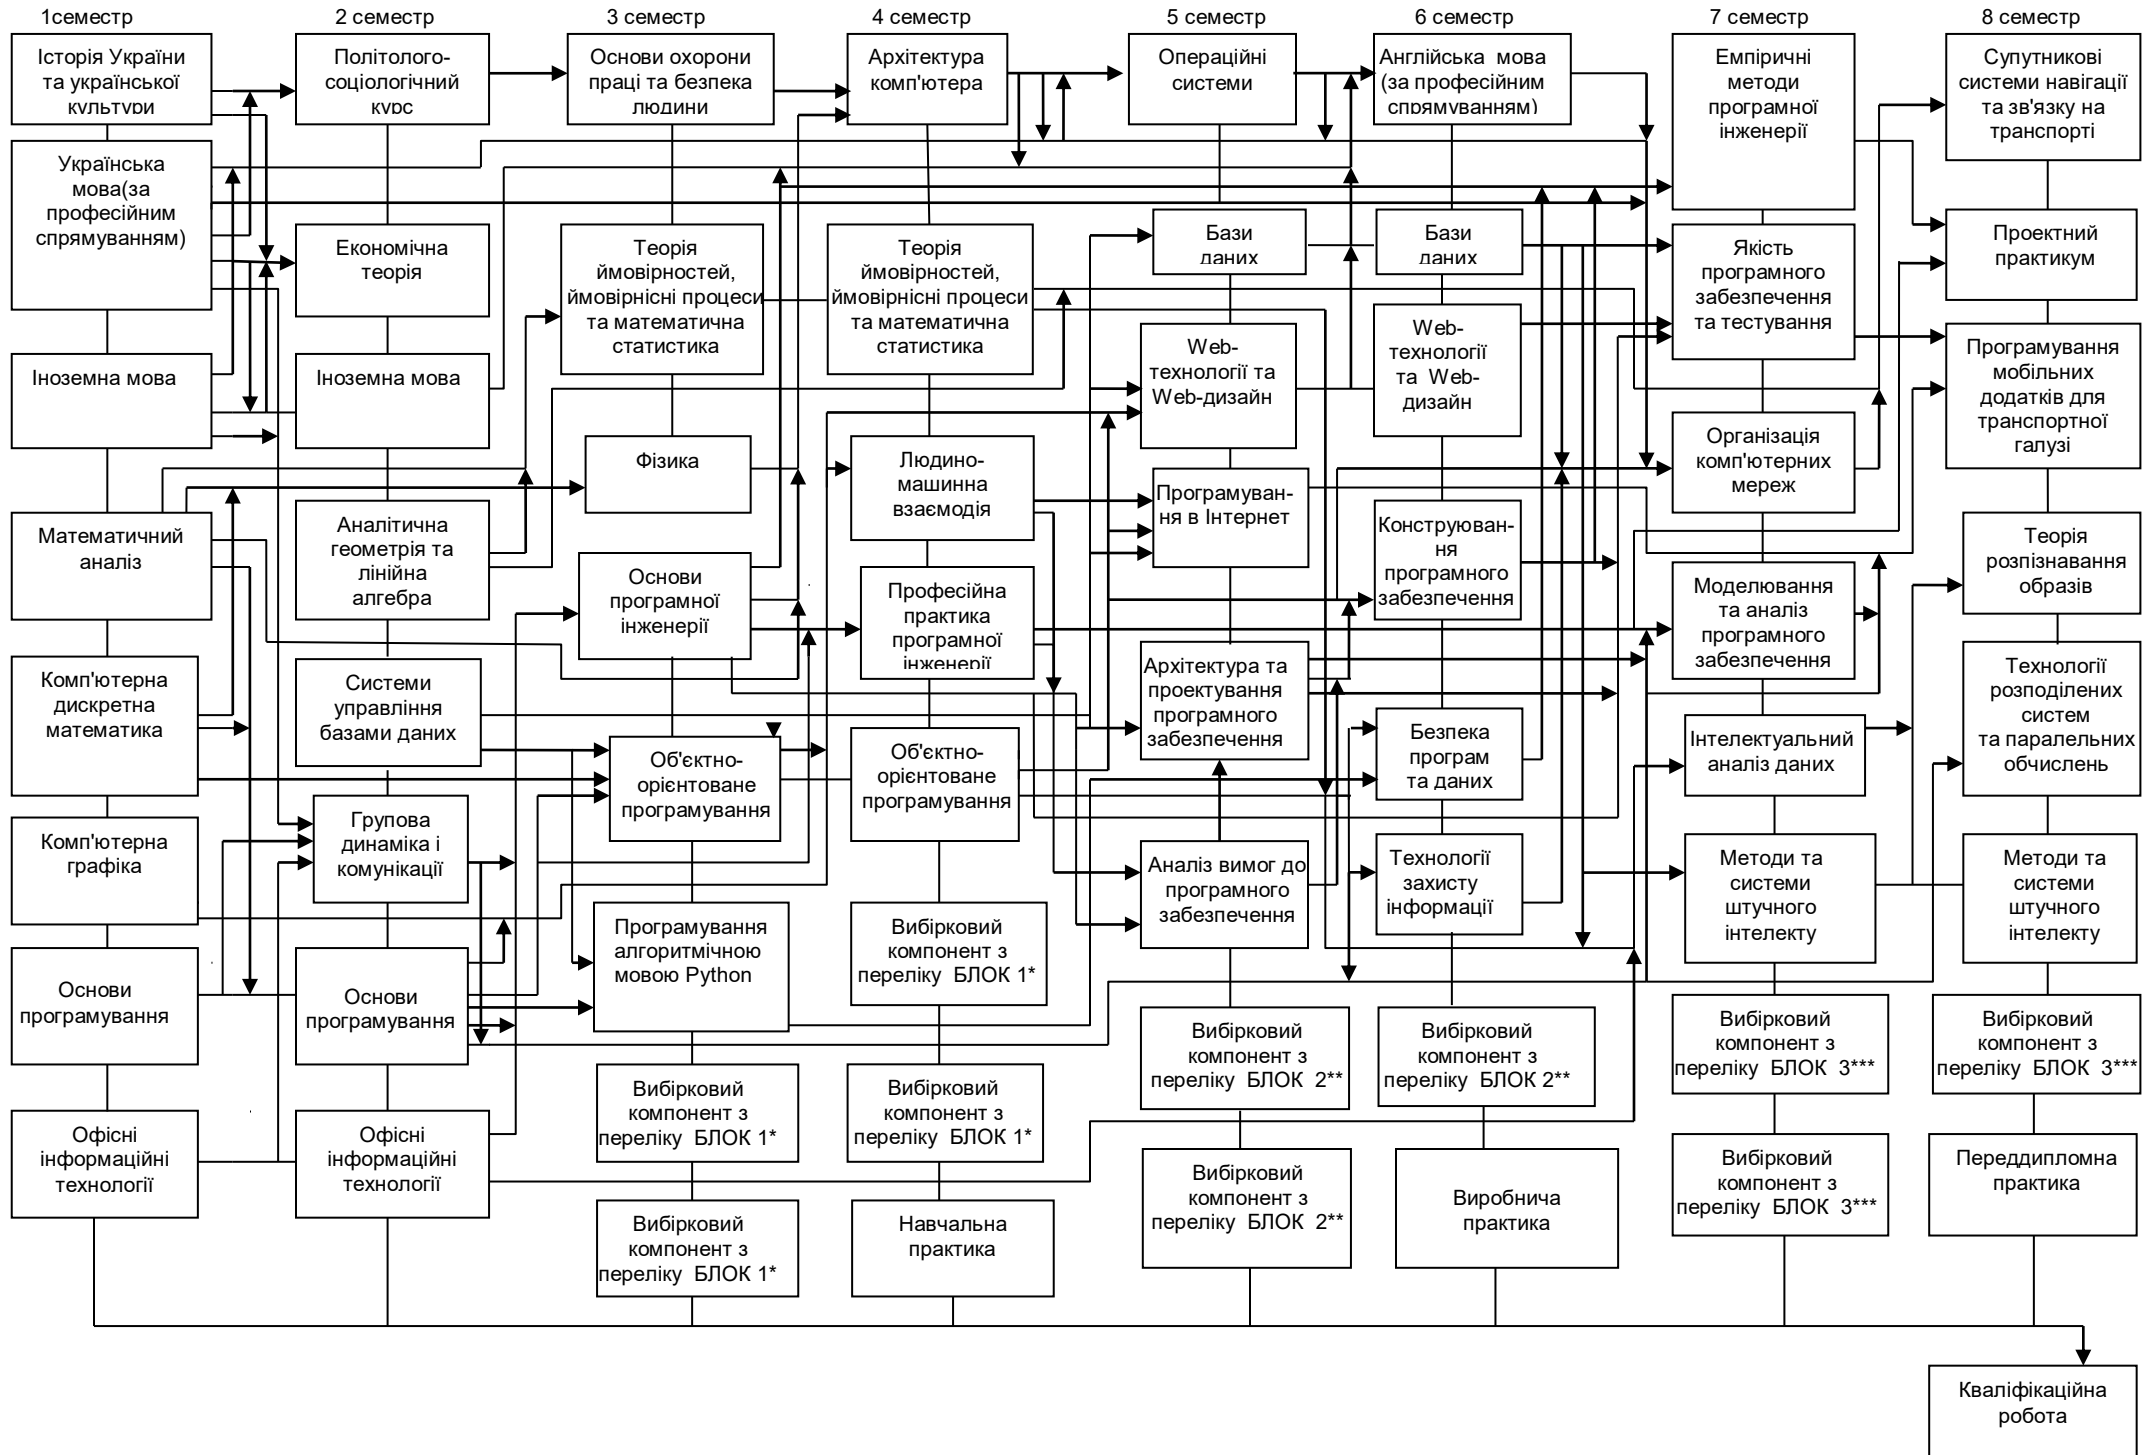 1семестр
2 семестр
3 семестр
4 семестр
5 семестр
6 семестр
7 семестр
8 семестр
Історія України
та української
культури
Українська
мова(за
професійним
спрямуванням)
Іноземна мова
Математичний
аналіз
Комп'ютерна
дискретна
математика
Комп'ютерна
графіка
Основи
програмування
Офісні
інформаційні
технології
Політолого-
соціологічний
курс
Економічна
теорія
Іноземна мова
Аналітична
геометрія та
лінійна
алгебра
Системи
управління
базами даних
Групова
динаміка і
комунікації
Основи
програмування
Офісні
інформаційні
технології
Основи охорони
праці та безпека
людини
Теорія
ймовірностей,
ймовірнісні процеси
та математична
статистика
Фізика
Основи
програмної
інженерії
Об'єктно-
орієнтоване
програмування
Програмування
алгоритмічною
мовою Python
Вибірковий
компонент з
переліку БЛОК 1*
Вибірковий
компонент з
переліку БЛОК 1*
Архітектура
комп'ютера
Теорія
ймовірностей,
ймовірнісні процеси
та математична
статистика
Людино-
машинна
взаємодія
Професійна
практика
програмної
інженерії
Об'єктно-
орієнтоване
програмування
Вибірковий
компонент з
переліку БЛОК 1*
Вибірковий
компонент з
переліку БЛОК 1*
Навчальна
практика
Операційні
системи
Бази
даних
Web-
технології та
Web-дизайн
Програмуван-
ня в Інтернет
Архітектура та
проектування
програмного
забезпечення
Аналіз вимог до
програмного
забезпечення
Вибірковий
компонент з
переліку БЛОК 2**
Вибірковий
компонент з
переліку БЛОК 2**
Англійська мова
(за професійним
спрямуванням)
Бази
даних
Web-
технології
та Web-
дизайн
Конструюван-
ня
програмного
забезпечення
Безпека
програм
та даних
Технології
захисту
інформації
Вибірковий
компонент з
переліку БЛОК 2**
Виробнича
практика
Емпіричні
методи
програмної
інженерії
Якість
програмного
забезпечення
та тестування
Організація
комп'ютерних
мереж
Моделювання
та аналіз
програмного
забезпечення
Інтелектуальний
аналіз даних
Методи та
системи
штучного
інтелекту
Вибірковий
компонент з
переліку БЛОК 3***
Вибірковий
компонент з
переліку БЛОК 3***
Супутникові
системи навігації
та зв'язку на
транспорті
Проектний
практикум
Програмування
мобільних
додатків для
транспортної
галузі
Теорія
розпізнавання
образів
Технології
розподілених
систем
та паралельних
обчислень
Методи та
системи
штучного
інтелекту
Вибірковий
компонент з
переліку БЛОК 3***
Переддипломна
практика
Кваліфікаційна
робота